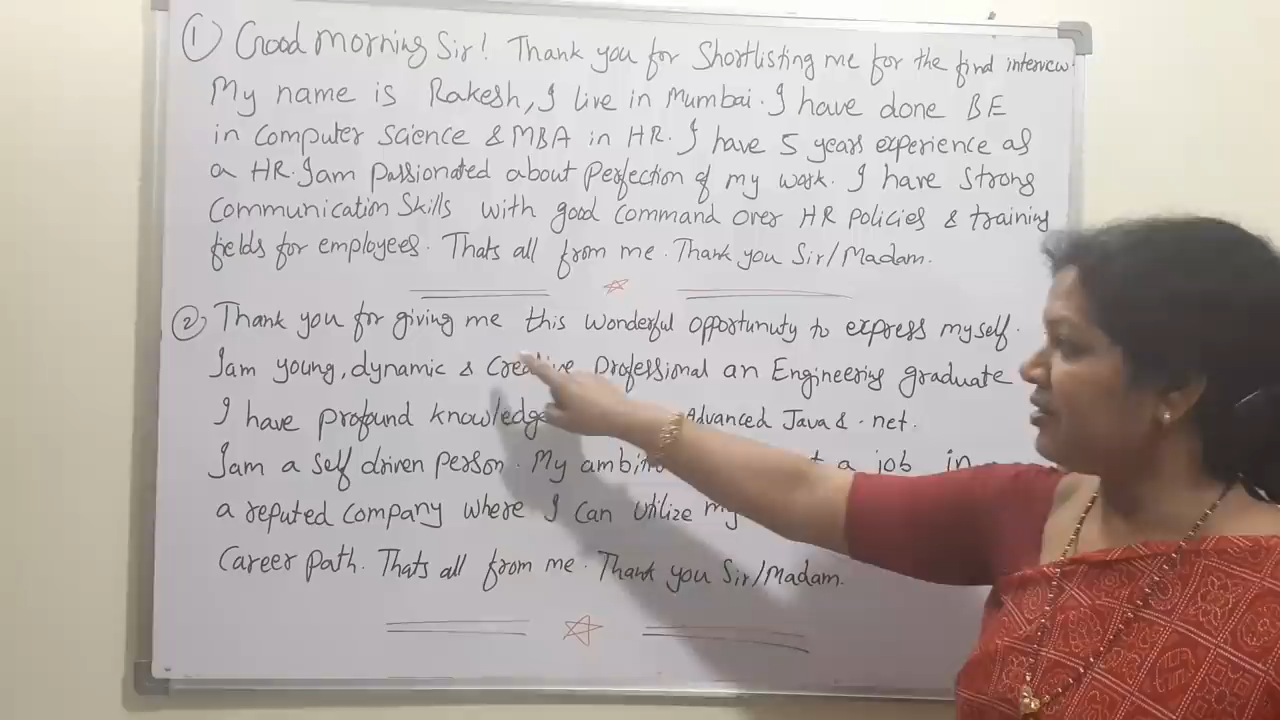 ① Good morning Sir! Thank you for Shortlisting me for the find interview.
My name is Rakesh, I live in Mumbai. I have done BE
in Computer Science & MBA in HR. I have 5 years experience as
a HR. I am passionated about Perfection of my work. I have Strong
Communication Skills with good Command over HR policies & training
fields for employees. Thats all from me. Thank you Sir/Madam.
② Thank you for giving me this wonderful opportunity to express myself.
I am young, dynamic & Creative Professional an Engineering graduate
I have profound knowledge Advanced Java & .net.
I am a self driven person. My a job in
a reputed company where I can utilize my
Career path. Thats all from me. Thank you Sir/Madam.